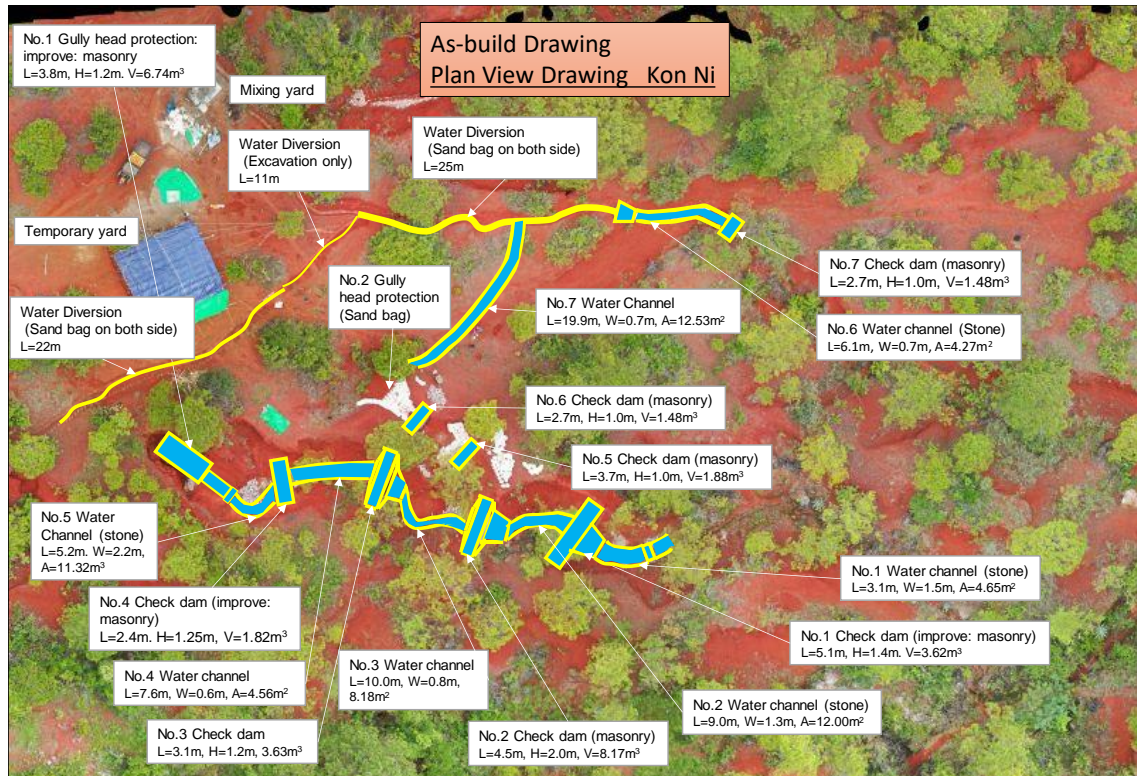 As-build Drawing
Plan View Drawing Kon Ni
No.1 Gully head protection:
improve: masonry
L=3.8m, H=1.2m. V=6.74m³
Mixing yard
Water Diversion
(Excavation only)
L=11m
Water Diversion
(Sand bag on both side)
L=25m
Temporary yard
No.2 Gully
head protection
(Sand bag)
No.7 Check dam (masonry)
L=2.7m, H=1.0m, V=1.48m³
No.7 Water Channel
L=19.9m, W=0.7m, A=12.53m²
No.6 Water channel (Stone)
L=6.1m, W=0.7m, A=4.27m²
Water Diversion
(Sand bag on both side)
L=22m
No.6 Check dam (masonry)
L=2.7m, H=1.0m, V=1.48m³
No.5 Check dam (masonry)
L=3.7m, H=1.0m, V=1.88m³
No.5 Water
Channel (stone)
L=5.2m. W=2.2m,
A=11.32m³
No.1 Water channel (stone)
L=3.1m, W=1.5m, A=4.65m²
No.4 Check dam (improve:
masonry)
L=2.4m. H=1.25m, V=1.82m³
No.1 Check dam (improve: masonry)
L=5.1m, H=1.4m. V=3.62m³
No.4 Water channel
L=7.6m, W=0.6m, A=4.56m²
No.3 Water channel
L=10.0m, W=0.8m,
8.18m²
No.2 Water channel (stone)
L=9.0m, W=1.3m, A=12.00m²
No.3 Check dam
L=3.1m, H=1.2m, 3.63m³
No.2 Check dam (masonry)
L=4.5m, H=2.0m, V=8.17m³